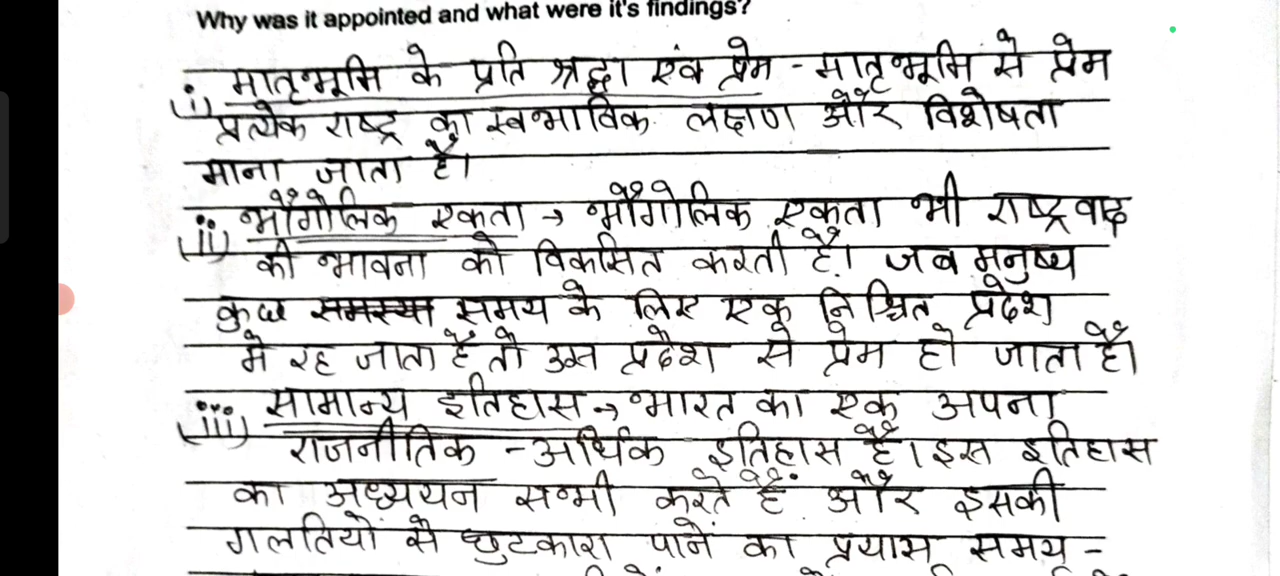 Why was it appointed and what were it's findings?
i) मातृभूमि के प्रति श्रद्धा एंव प्रेम - मातृभूमि से प्रेम
प्रत्येक राष्ट्र का स्वभाविक लक्षण और विशेषता
माना जाता है।
ii) भौगोलिक एकता → भौगोलिक एकता भी राष्ट्रवाद
की भावना को विकसित करती है। जब मनुष्य
कुछ समस्या समय के लिए एक निश्चित प्रदेश
मे रह जाता है तो उस प्रदेश से प्रेम हो जाता है।
iii) सामान्य इतिहास → भारत का एक अपना
राजनीतिक - अर्थिक इतिहास है। इस इतिहास
का अध्ययन सभी करते हैं और इसकी
गलतियों से छुटकारा पाने का प्रयास समय -